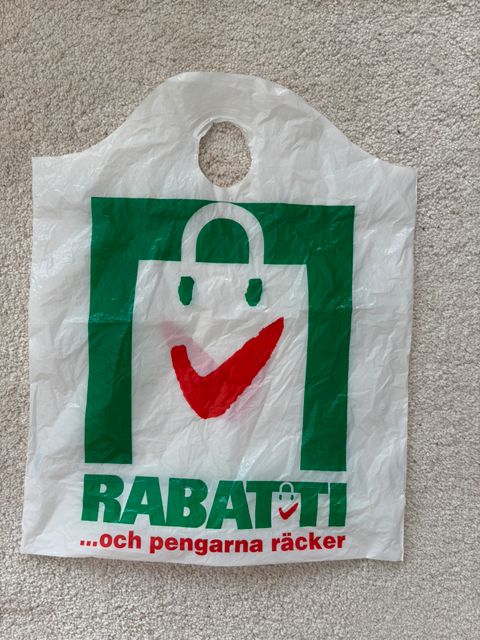 RABATTI
...och pengarna räcker